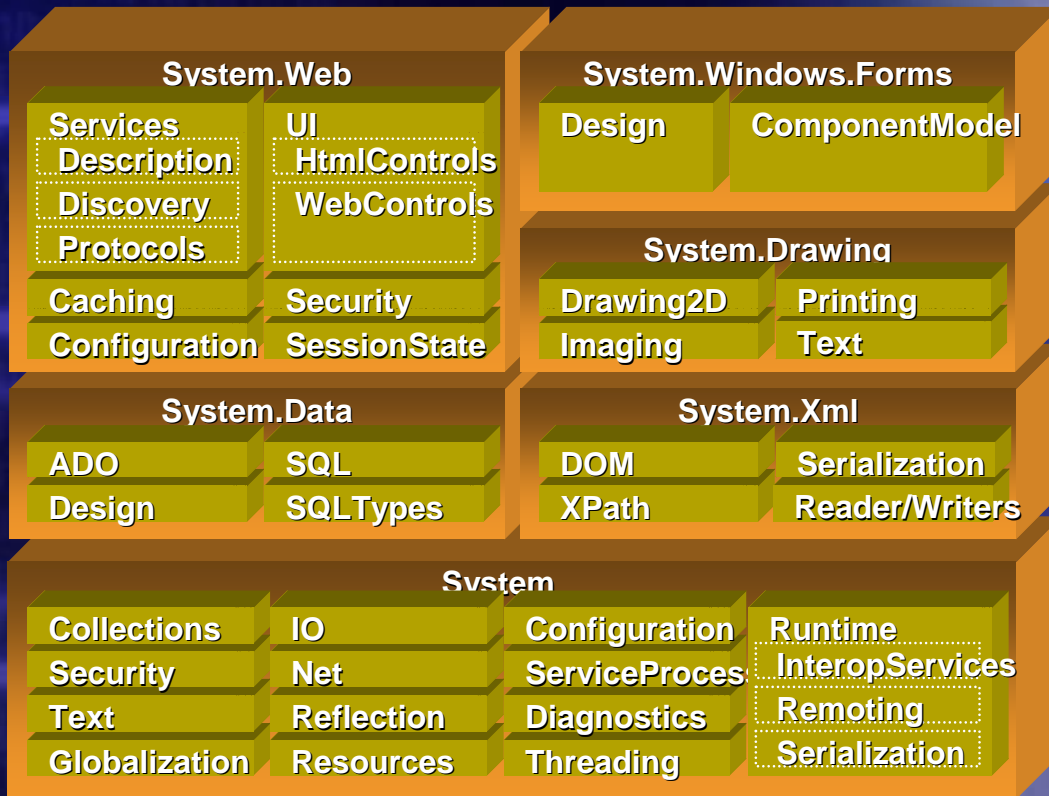 System.Web
Services
Description
Discovery
Protocols
UI
HtmlControls
WebControls
Caching
Security
Configuration
SessionState
System.Windows.Forms
Design
ComponentModel
System.Drawing
Drawing2D
Printing
Imaging
Text
System.Data
ADO
SQL
Design
SQLTypes
System.Xml
DOM
Serialization
XPath
Reader/Writers
System
Collections
IO
Configuration
Security
Net
ServiceProces
Text
Reflection
Diagnostics
Globalization
Resources
Threading
Runtime
InteropServices
Remoting
Serialization